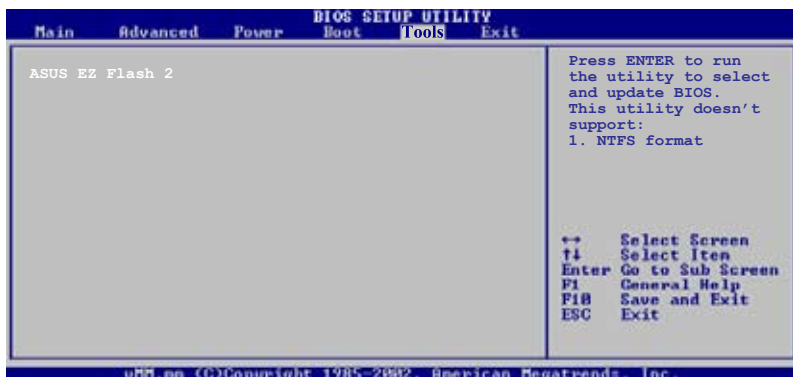 BIOS SETUP UTILITY
Main Advanced Power Boot Tools Exit
ASUS EZ Flash 2
Press ENTER to run
the utility to select
and update BIOS.
This utility doesn't
support:
1. NTFS format
↔ Select Screen
↑↓ Select Item
Enter Go to Sub Screen
F1 General Help
F10 Save and Exit
ESC Exit
(C)Copyright 1985-2002, American Megatrends, Inc.